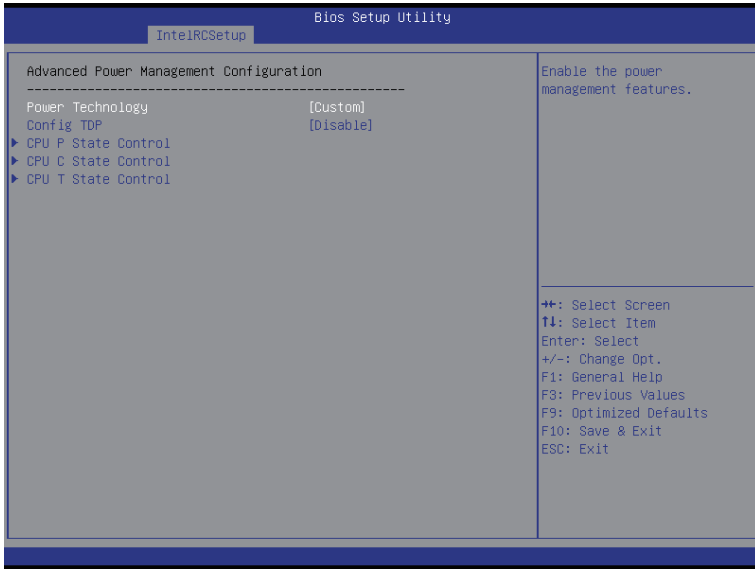 Bios Setup Utility
IntelRCSetup
Advanced Power Management Configuration
------------------------------------------------
Power Technology [Custom]
Config TDP [Disable]
CPU P State Control
CPU C State Control
CPU T State Control
Enable the power
management features.
→←: Select Screen
↑↓: Select Item
Enter: Select
+/-: Change Opt.
F1: General Help
F3: Previous Values
F9: Optimized Defaults
F10: Save & Exit
ESC: Exit